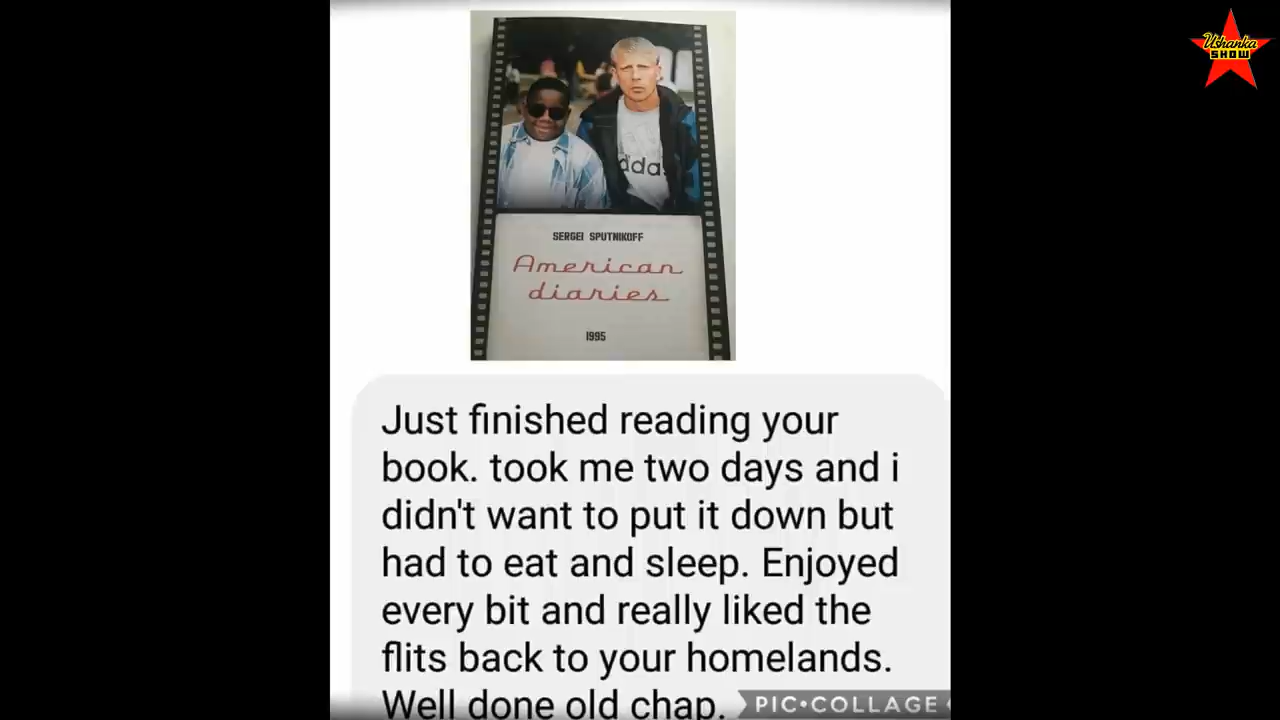 Ushanka
SHOW
adidas
SERGEI SPUTNIKOFF
American
diaries
1995
Just finished reading your
book. took me two days and i
didn't want to put it down but
had to eat and sleep. Enjoyed
every bit and really liked the
flits back to your homelands.
Well done old chap.
PIC•COLLAGE